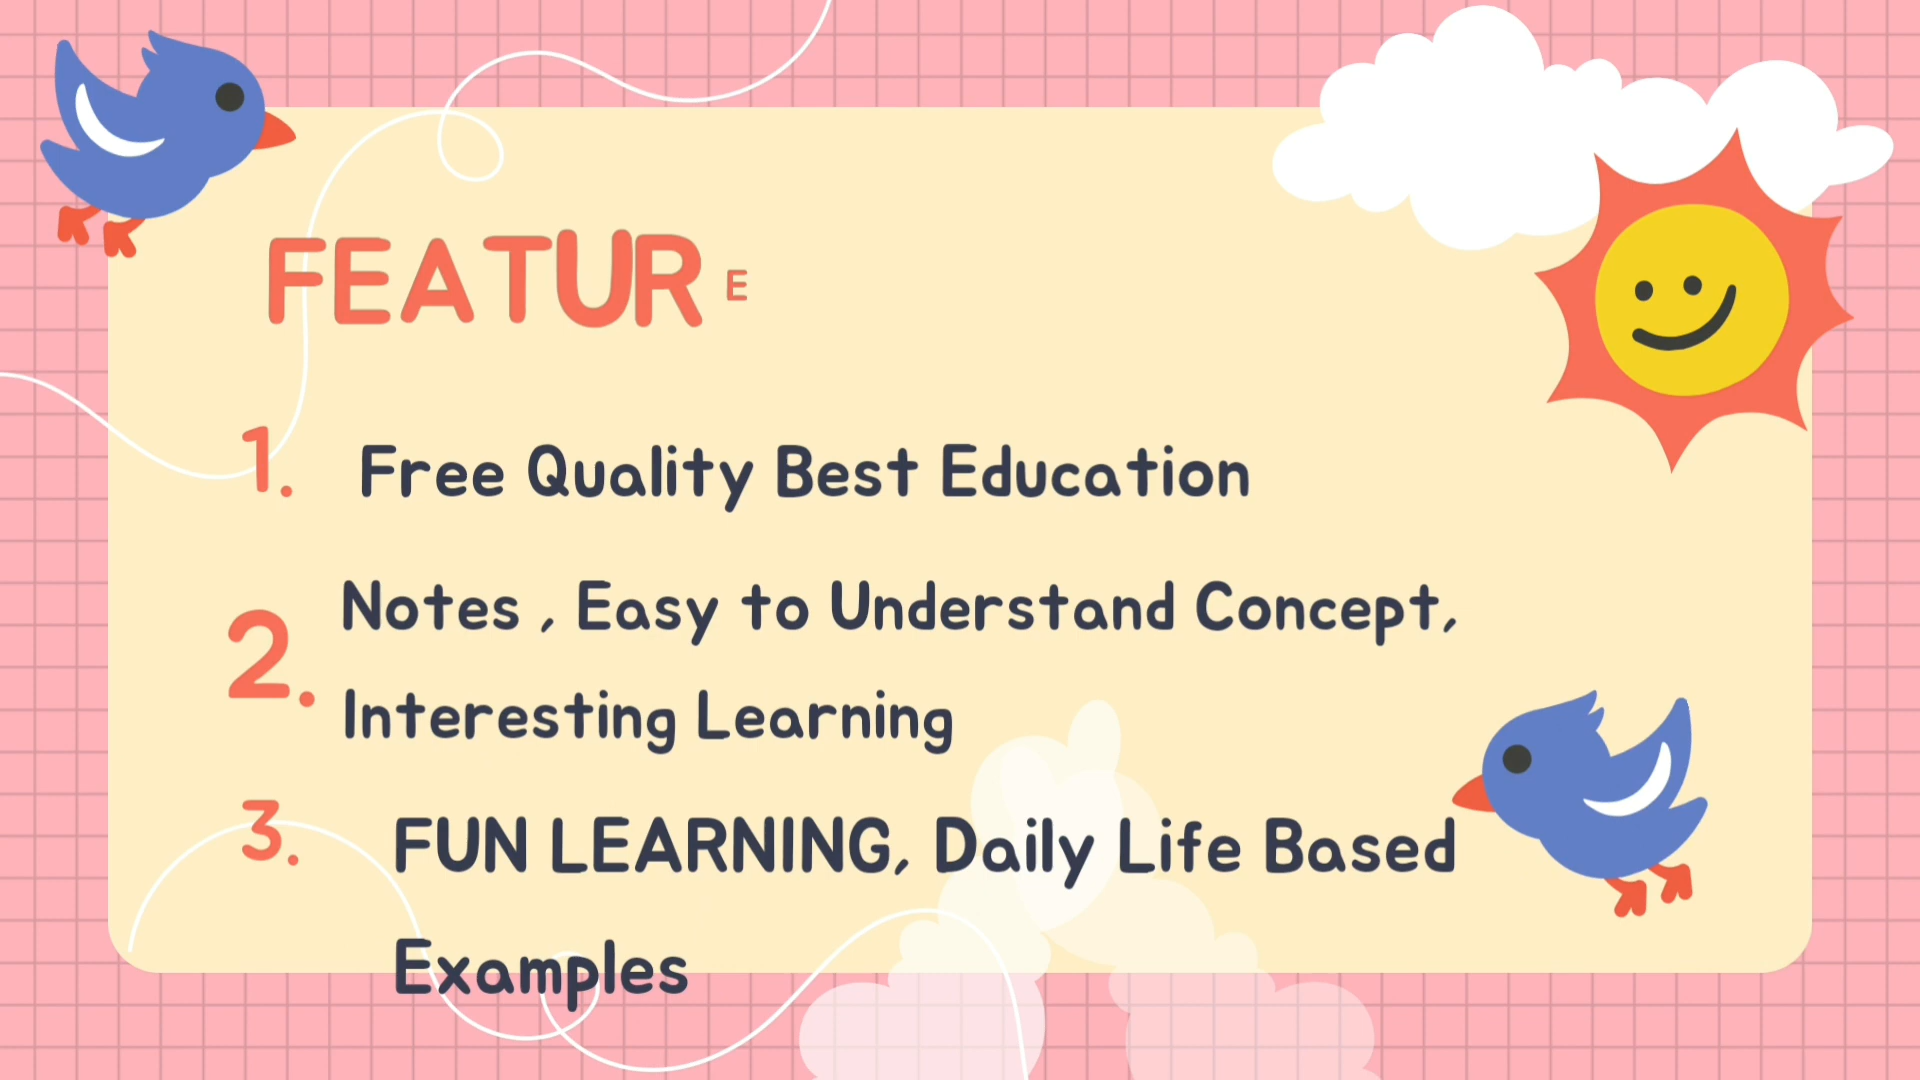 FEATURE
1. Free Quality Best Education
2. Notes , Easy to Understand Concept,
Interesting Learning
3. FUN LEARNING, Daily Life Based
Examples